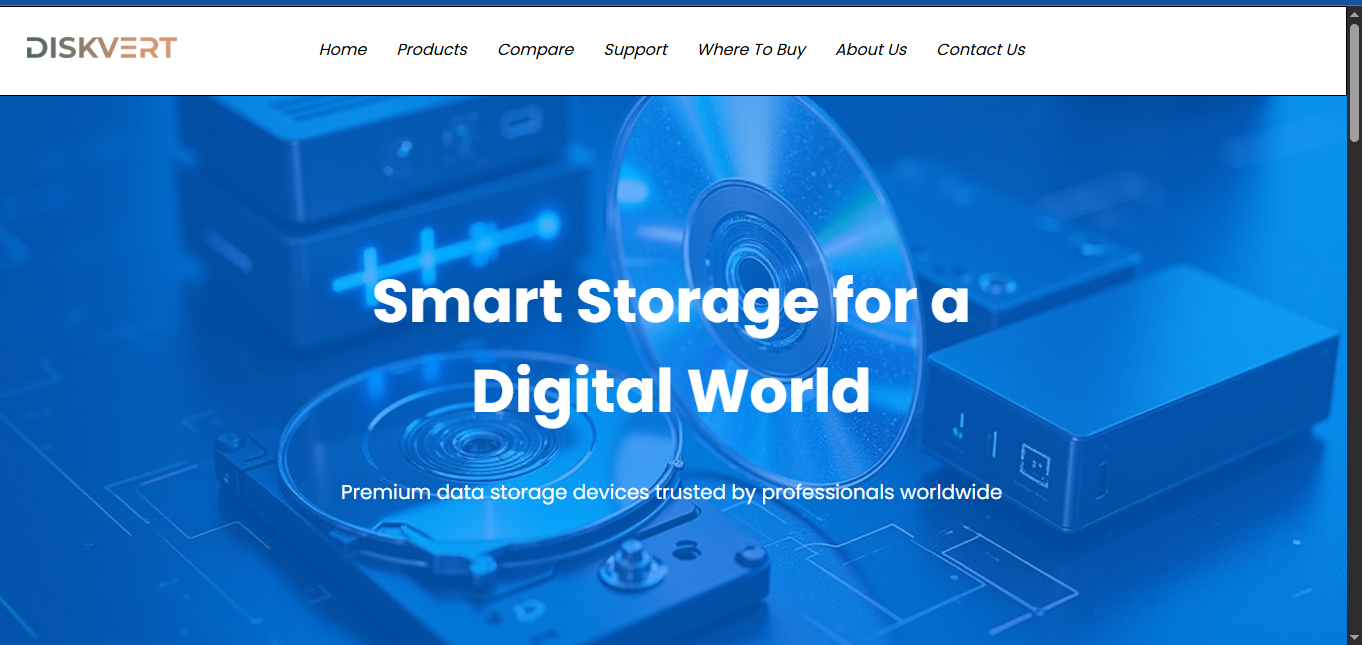 DISKVERT
Home Products Compare Support Where To Buy About Us Contact Us
Smart Storage for a
Digital World
Premium data storage devices trusted by professionals worldwide